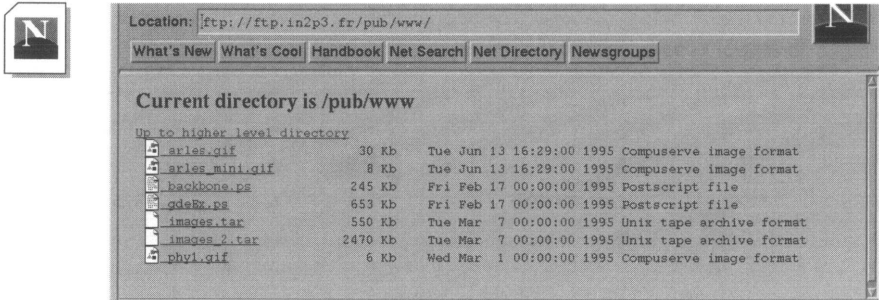 N
Location: ftp://ftp.in2p3.fr/pub/www/
N
What's New What's Cool Handbook Net Search Net Directory Newsgroups
Current directory is /pub/www
Up to higher level directory
arles.gif 30 Kb Tue Jun 13 16:29:00 1995 Compuserve image format
arles_mini.gif 8 Kb Tue Jun 13 16:29:00 1995 Compuserve image format
backbone.ps 245 Kb Fri Feb 17 00:00:00 1995 Postscript file
gdeEx.ps 653 Kb Fri Feb 17 00:00:00 1995 Postscript file
images.tar 550 Kb Tue Mar 7 00:00:00 1995 Unix tape archive format
images_2.tar 2470 Kb Tue Mar 7 00:00:00 1995 Unix tape archive format
phy1.gif 6 Kb Wed Mar 1 00:00:00 1995 Compuserve image format